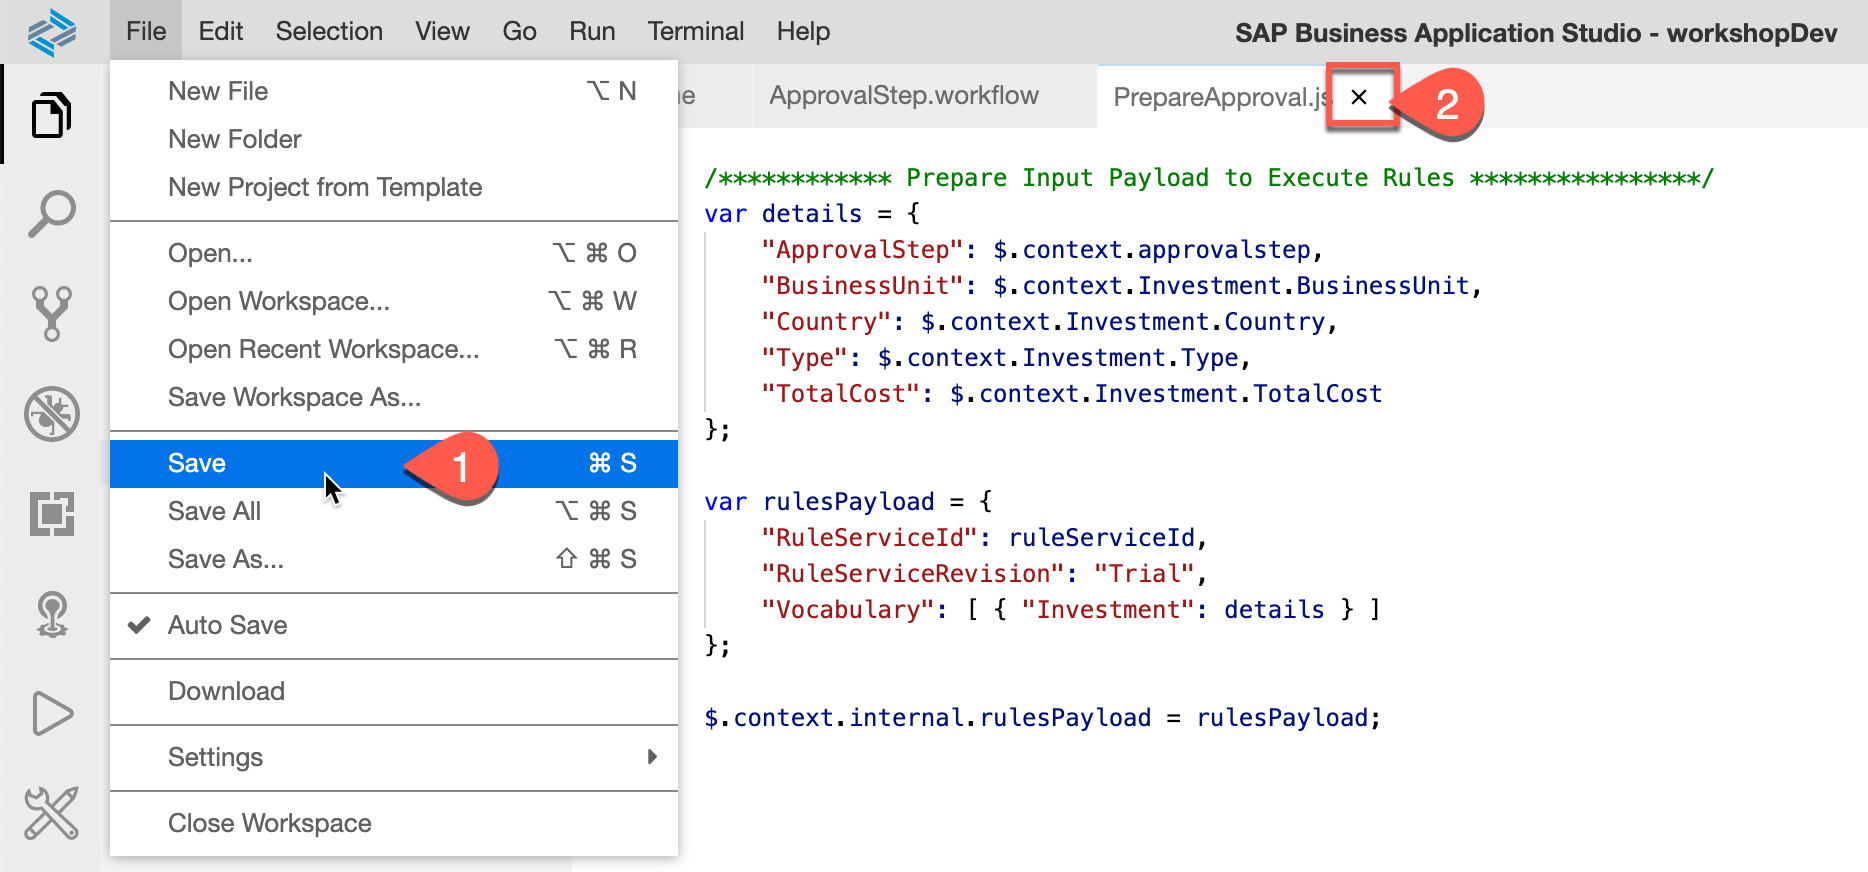 File Edit Selection View Go Run Terminal Help
SAP Business Application Studio - workshopDev
New File ⌥ N
New Folder
New Project from Template
Open... ⌥ ⌘ O
Open Workspace... ⌥ ⌘ W
Open Recent Workspace... ⌥ ⌘ R
Save Workspace As...
Save ⌘ S
1
Save All ⌥ ⌘ S
Save As... ⇧ ⌘ S
✔ Auto Save
Download
Settings
Close Workspace
ApprovalStep.workflow
PrepareApproval.js ×
2
/************ Prepare Input Payload to Execute Rules ****************/
var details = {
"ApprovalStep": $.context.approvalstep,
"BusinessUnit": $.context.Investment.BusinessUnit,
"Country": $.context.Investment.Country,
"Type": $.context.Investment.Type,
"TotalCost": $.context.Investment.TotalCost
};
var rulesPayload = {
"RuleServiceId": ruleServiceId,
"RuleServiceRevision": "Trial",
"Vocabulary": [ { "Investment": details } ]
};
$.context.internal.rulesPayload = rulesPayload;